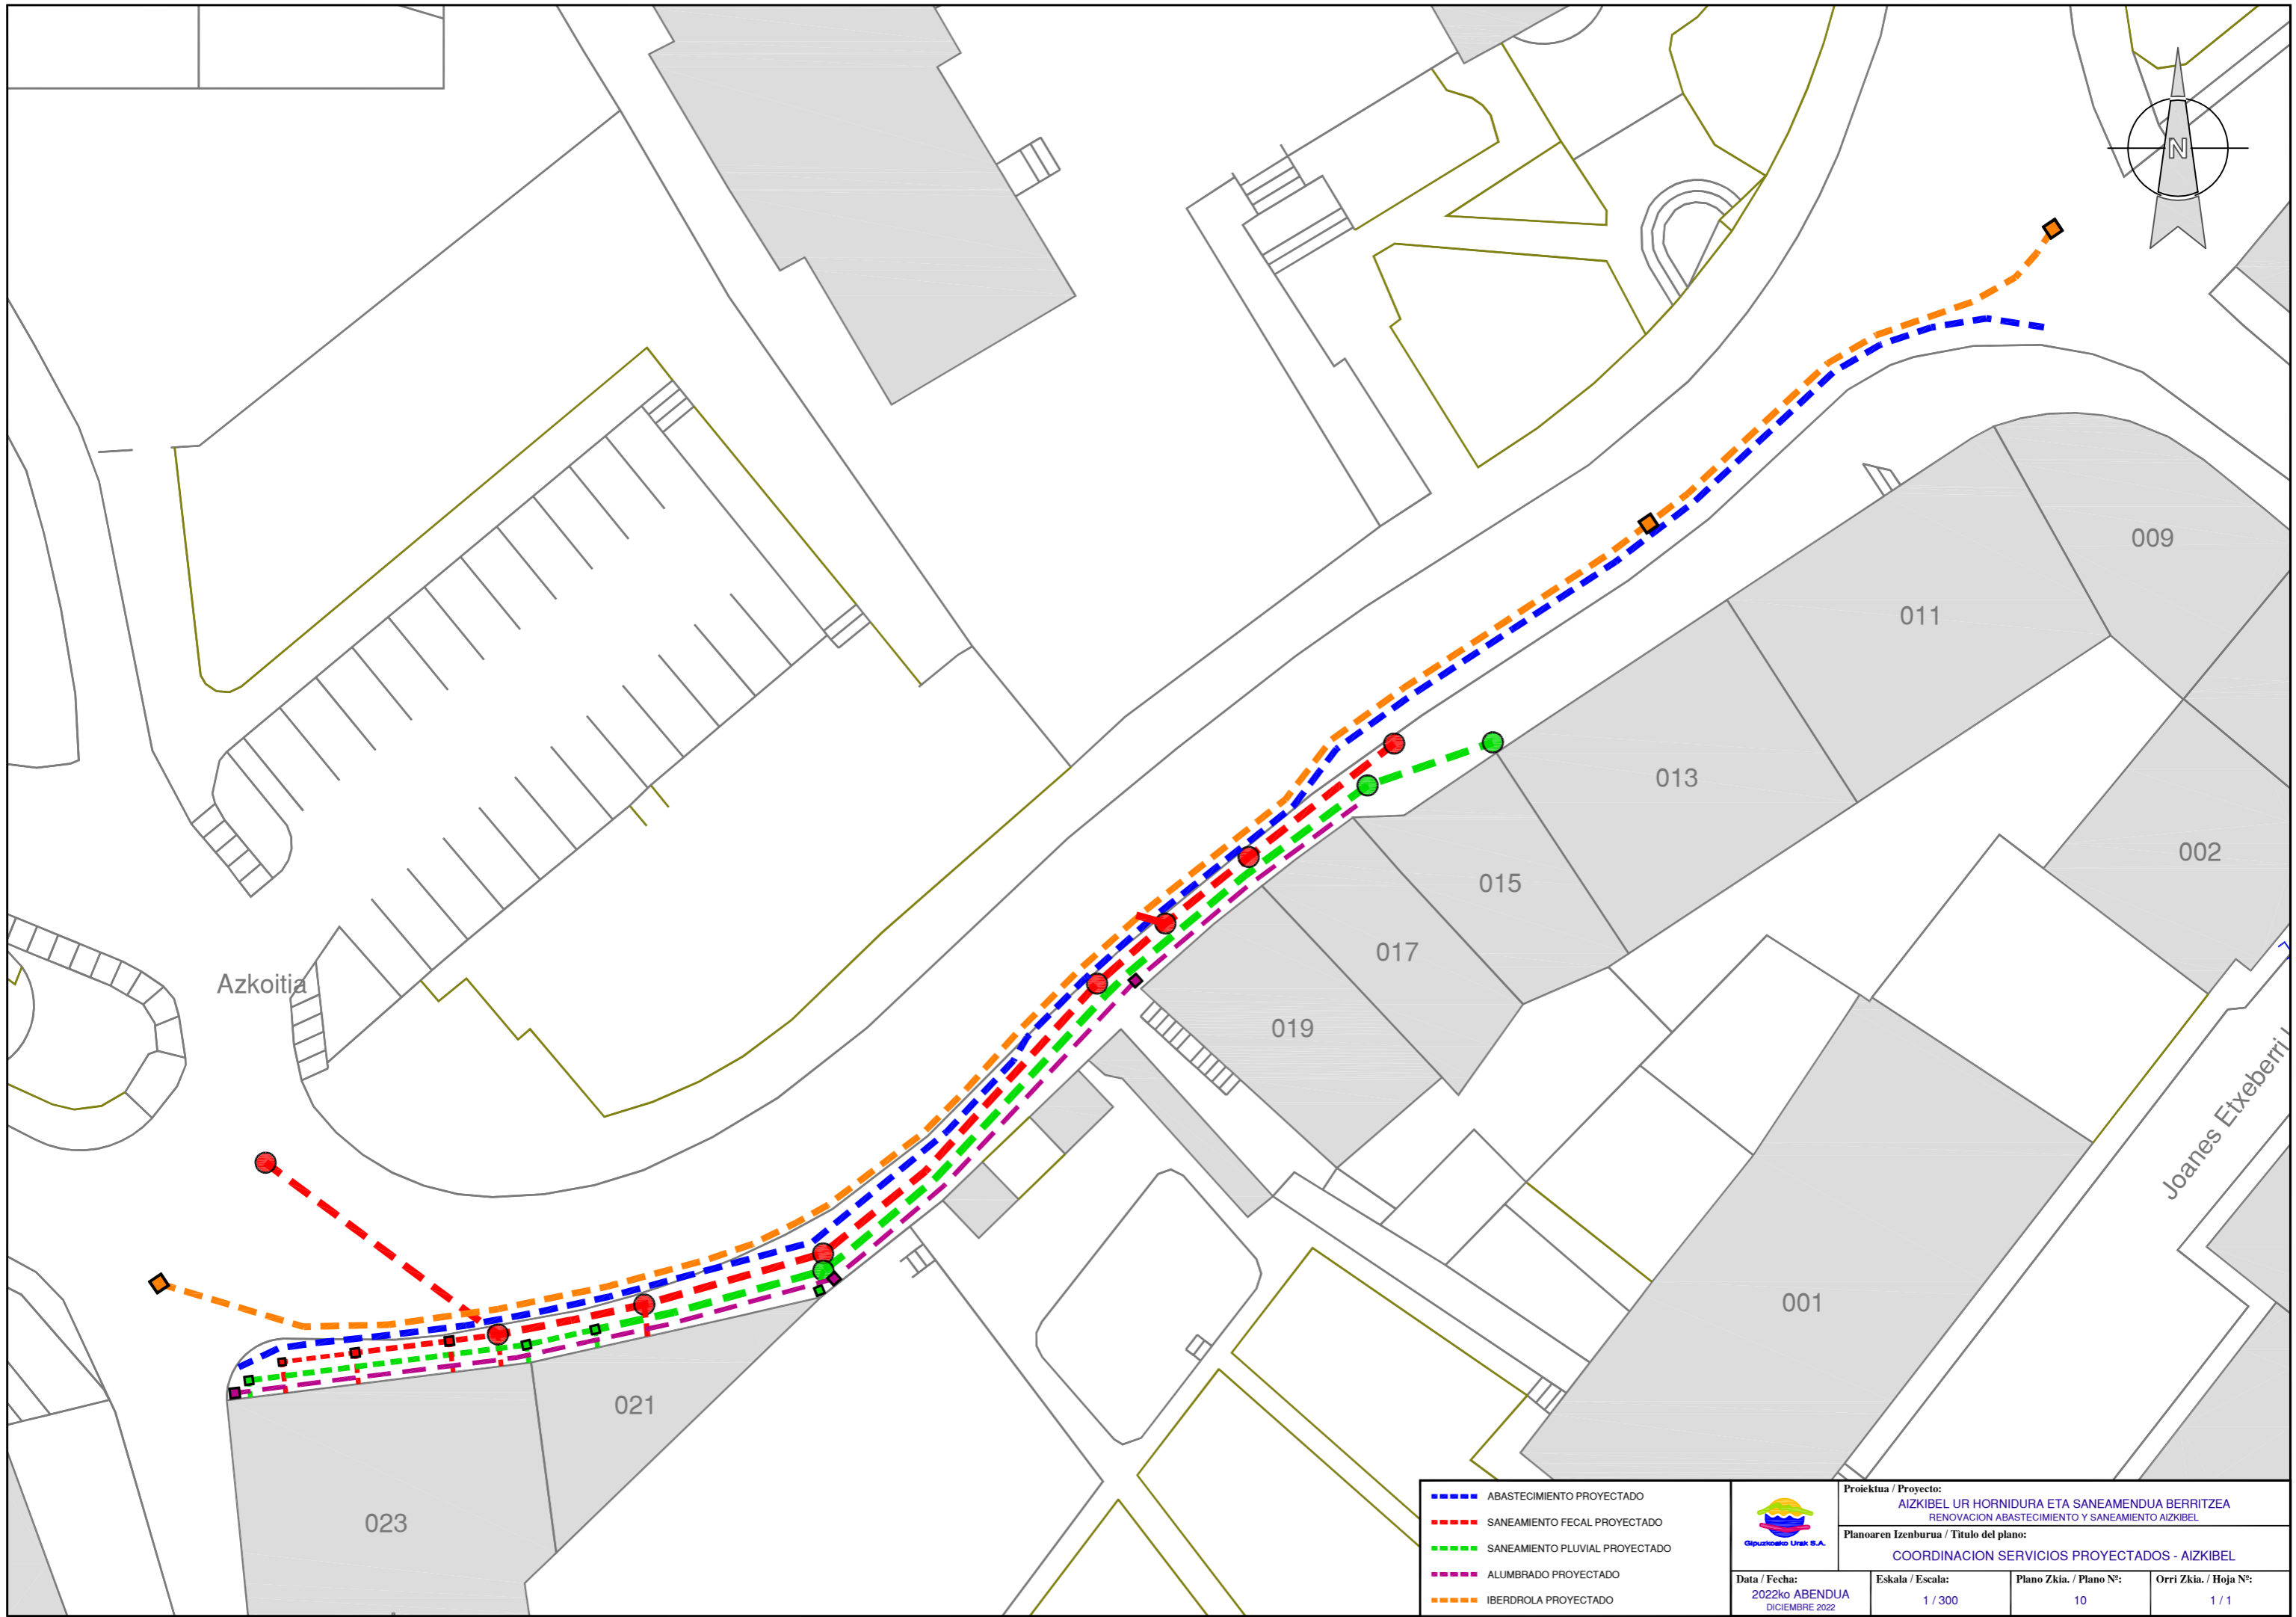 N
009
011
013
002
015
017
Azkoitia
019
Joanes Etxeberri
001
021
023
ABASTECIMIENTO PROYECTADO
SANEAMIENTO FECAL PROYECTADO
SANEAMIENTO PLUVIAL PROYECTADO
ALUMBRADO PROYECTADO
IBERDROLA PROYECTADO
Gipuzkoako Urak S.A.
Proiektua / Proyecto:
AIZKIBEL UR HORNIDURA ETA SANEAMENDUA BERRITZEA
RENOVACION ABASTECIMIENTO Y SANEAMIENTO AIZKIBEL
Planoaren Izenburua / Titulo del plano:
COORDINACION SERVICIOS PROYECTADOS - AIZKIBEL
Data / Fecha:
2022ko ABENDUA
DICIEMBRE 2022
Eskala / Escala:
1 / 300
Plano Zkia. / Plano Nº:
10
Orri Zkia. / Hoja Nº:
1 / 1